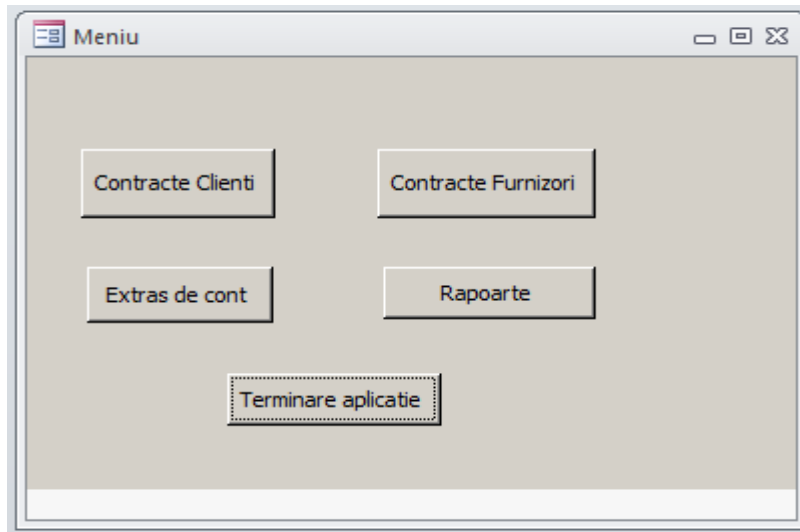 Meniu
Contracte Clienti
Contracte Furnizori
Extras de cont
Rapoarte
Terminare aplicatie